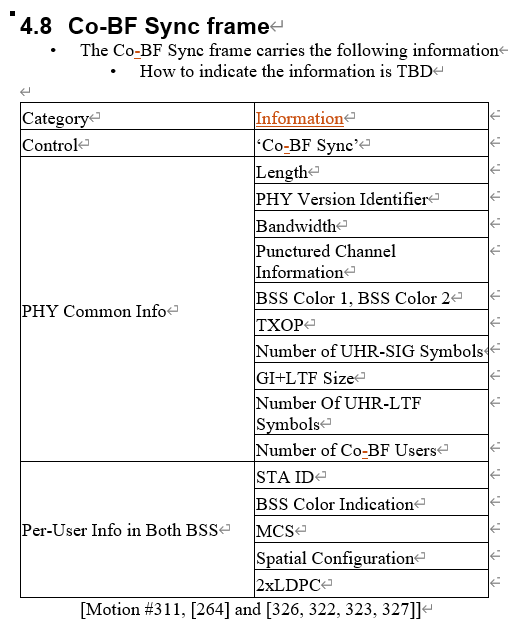 4.8 Co-BF Sync frame
• The Co-BF Sync frame carries the following information
• How to indicate the information is TBD
Category Information
Control ‘Co-BF Sync’
PHY Common Info
Length
PHY Version Identifier
Bandwidth
Punctured Channel
Information
BSS Color 1, BSS Color 2
TXOP
Number of UHR-SIG Symbols
GI+LTF Size
Number Of UHR-LTF
Symbols
Number of Co-BF Users
Per-User Info in Both BSS
STA ID
BSS Color Indication
MCS
Spatial Configuration
2xLDPC
[Motion #311, [264] and [326, 322, 323, 327]]